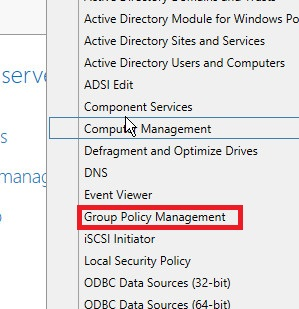 Active Directory Module for Windows Po
Active Directory Sites and Services
Active Directory Users and Computers
ADSI Edit
serve
Component Services
Computer Management
s
Defragment and Optimize Drives
DNS
manag
Event Viewer
Group Policy Management
iSCSI Initiator
Local Security Policy
ODBC Data Sources (32-bit)
ODBC Data Sources (64-bit)